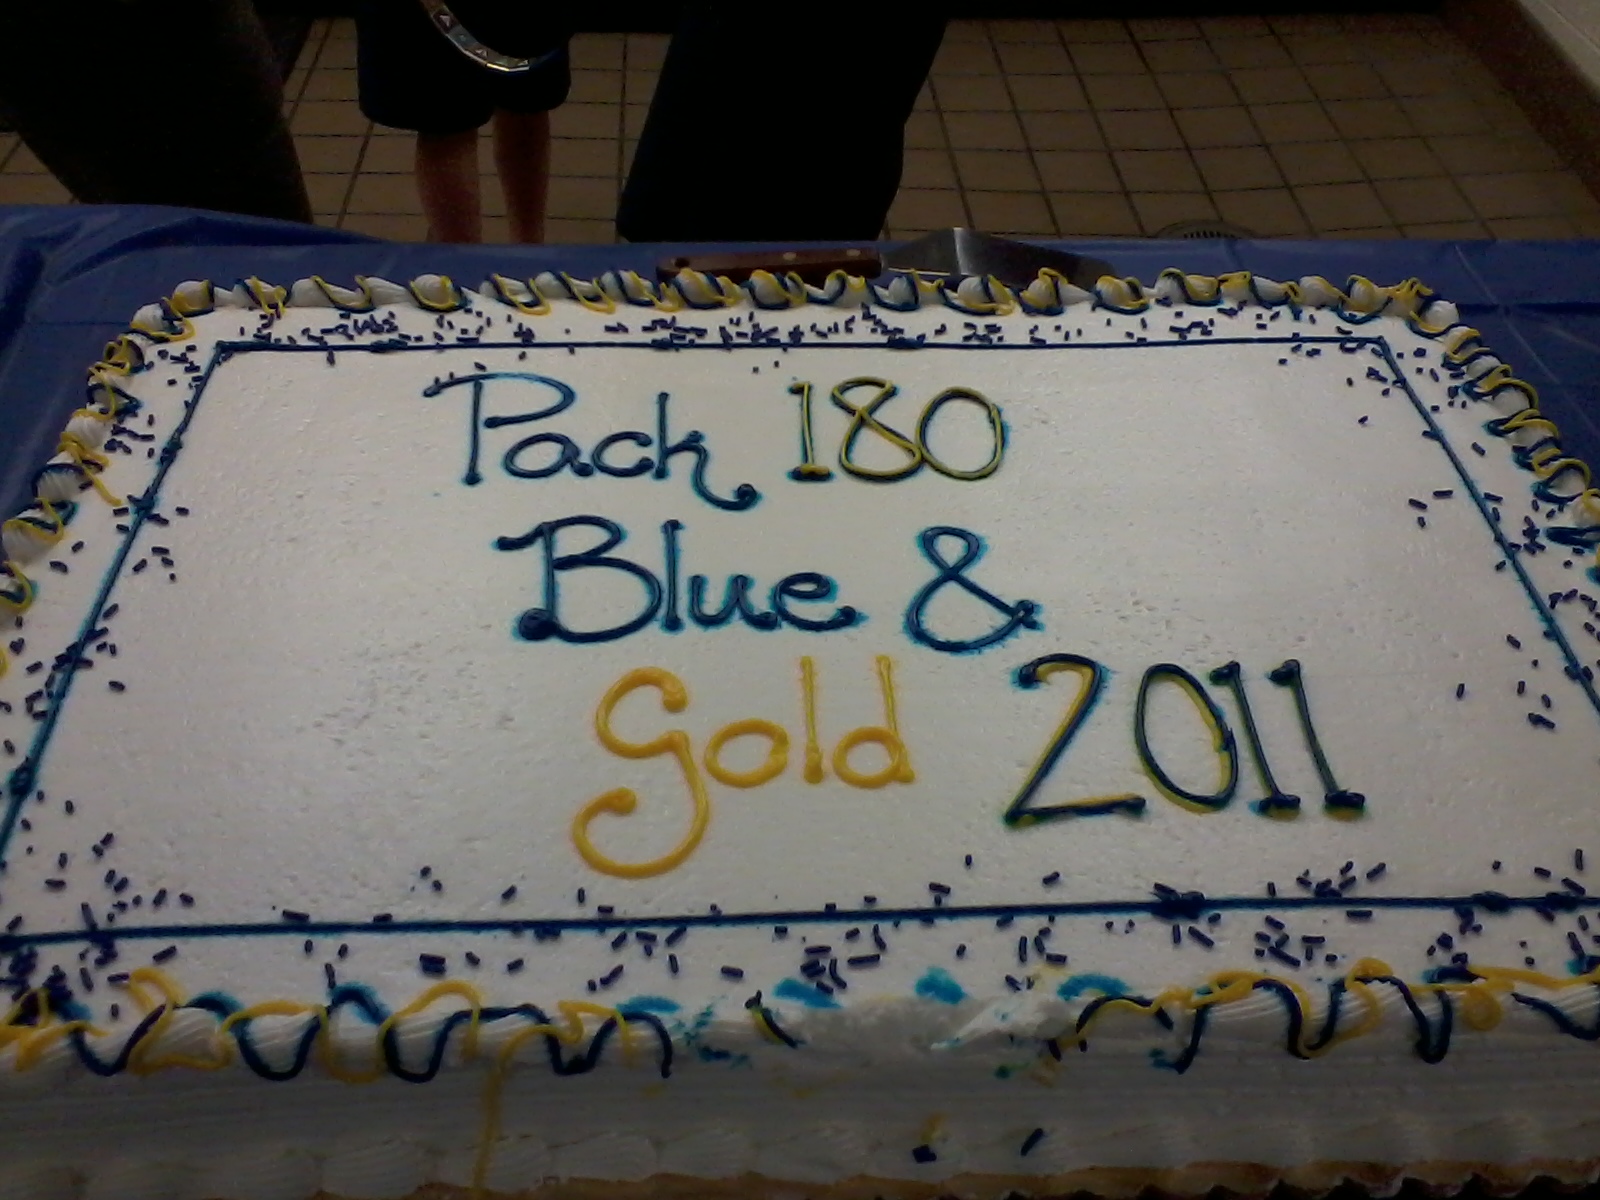 Pack 180
Blue &
Gold 2011